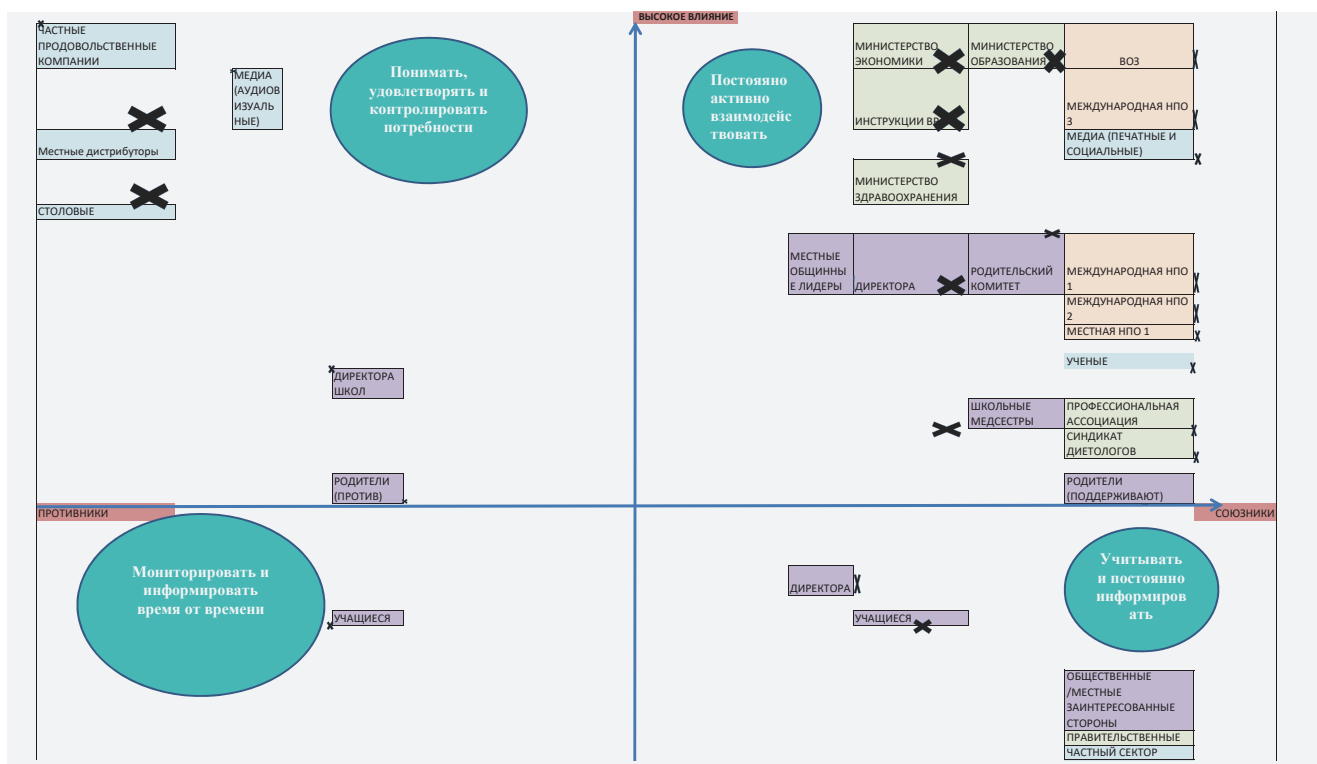 ВЫСОКОЕ ВЛИЯНИЕ
ЧАСТНЫЕ
ПРОДОВОЛЬСТВЕННЫЕ
КОМПАНИИ
МЕДИА
(АУДИОВ
ИЗУАЛЬ
НЫЕ)
Местные дистрибуторы
СТОЛОВЫЕ
Понимать,
удовлетворять и
контролировать
потребности
Постояяно
активно
взаимодейс
твовать
МИНИСТЕРСТВО
ЭКОНОМИКИ
МИНИСТЕРСТВО
ОБРАЗОВАНИЯ
ВОЗ
ИНСТРУКЦИИ
МЕЖДУНАРОДНАЯ НПО
3
МЕДИА (ПЕЧАТНЫЕ И
СОЦИАЛЬНЫЕ)
МИНИСТЕРСТВО
ЗДРАВООХРАНЕНИЯ
МЕСТНЫЕ
ОБЩИННЫ
Е ЛИДЕРЫ
ДИРЕКТОРА
РОДИТЕЛЬСКИЙ
КОМИТЕТ
МЕЖДУНАРОДНАЯ НПО
1
МЕЖДУНАРОДНАЯ НПО
2
МЕСТНАЯ НПО 1
УЧЕНЫЕ
ДИРЕКТОРА
ШКОЛ
ШКОЛЬНЫЕ
МЕДСЕСТРЫ
ПРОФЕССИОНАЛЬНАЯ
АССОЦИАЦИЯ
СИНДИКАТ
ДИЕТОЛОГОВ
РОДИТЕЛИ
(ПРОТИВ)
РОДИТЕЛИ
(ПОДДЕРЖИВАЮТ)
ПРОТИВНИКИ
СОЮЗНИКИ
Мониторировать и
информировать
время от времени
УЧАЩИЕСЯ
ДИРЕКТОРА
УЧАЩИЕСЯ
Учитывать
и постоянно
информиров
ать
ОБЩЕСТВЕННЫЕ
/МЕСТНЫЕ
ЗАИНТЕРЕСОВАННЫЕ
СТОРОНЫ
ПРАВИТЕЛЬСТВЕННЫЕ
ЧАСТНЫЙ СЕКТОР